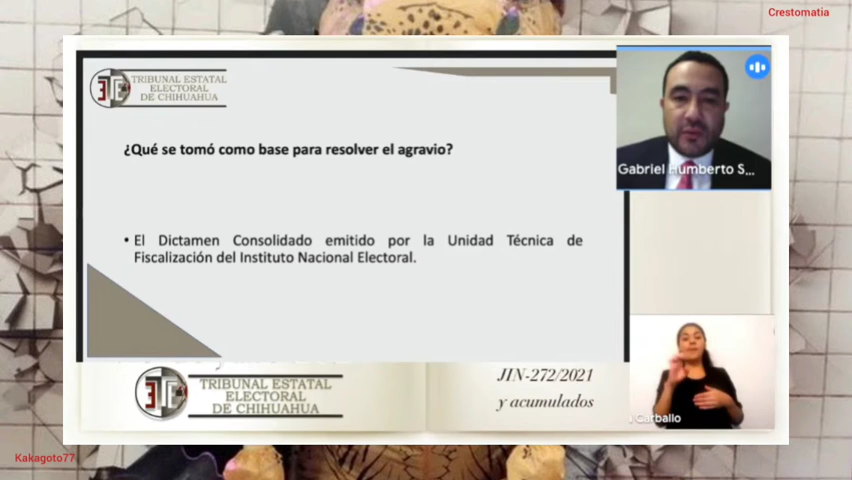 Crestomatia
TRIBUNAL ESTATAL
ELECTORAL
DE CHIHUAHUA
¿Qué se tomó como base para resolver el agravio?
Gabriel Humberto S...
• El Dictamen Consolidado emitido por la Unidad Técnica de
Fiscalización del Instituto Nacional Electoral.
TRIBUNAL ESTATAL
ELECTORAL
DE CHIHUAHUA
JIN-272/2021
y acumulados
Carballo
Kakagoto77